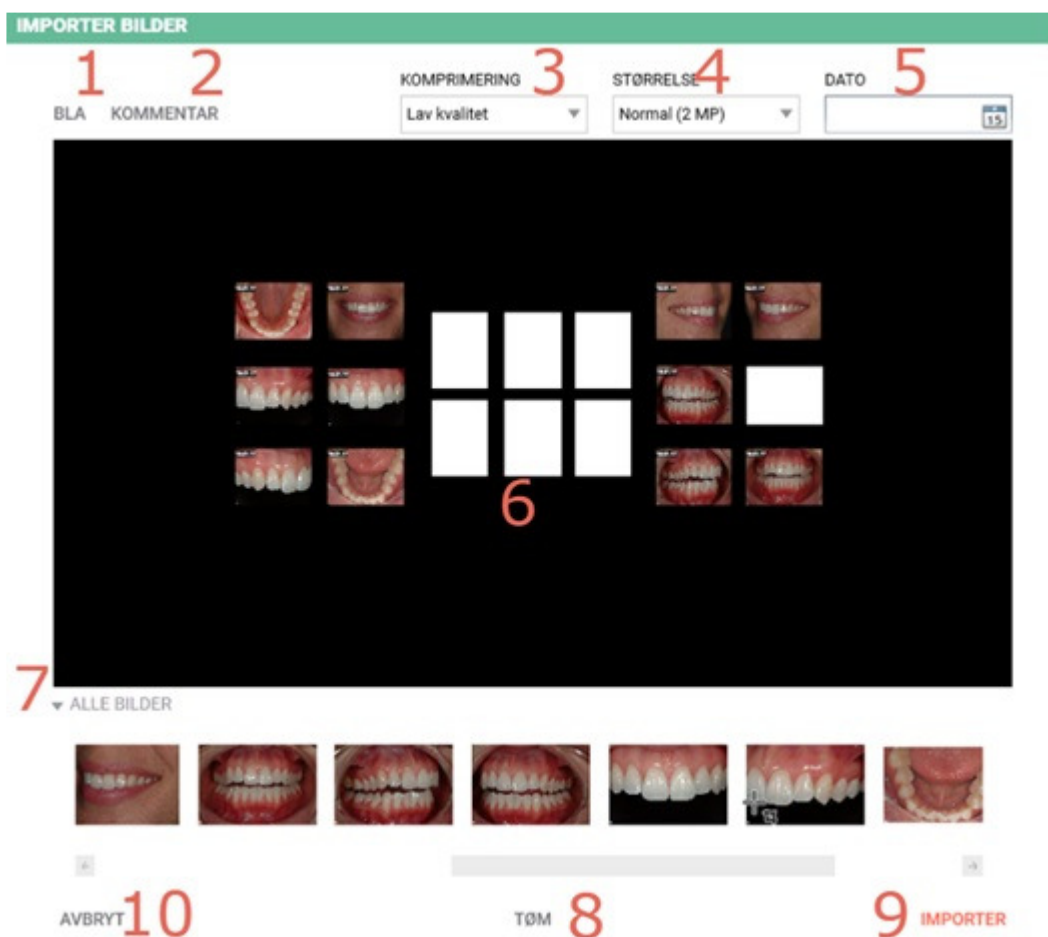 IMPORTER BILDER
1 2 3 4 5
KOMPRIMERING STØRRELSE DATO
BLA KOMMENTAR Lav kvalitet Normal (2 MP) 15
6
7
ALLE BILDER
10 8 9
AVBRYT TØM IMPORTER